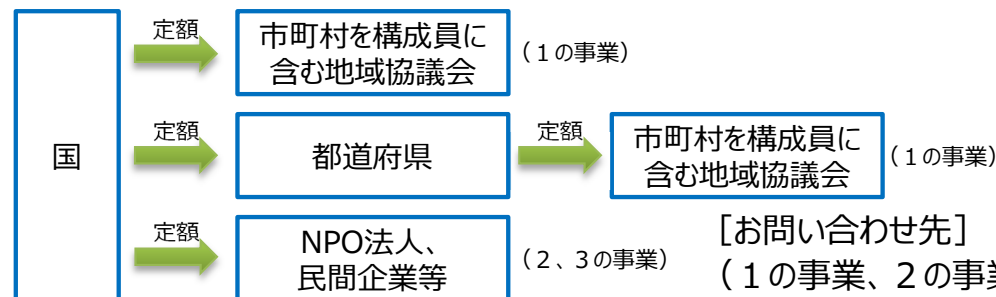 国
定額
市町村を構成員に
含む地域協議会
（１の事業）
定額
都道府県
定額
市町村を構成員に
含む地域協議会
（１の事業）
定額
NPO法人、
民間企業等
（２、３の事業）
［お問い合わせ先］
（１の事業、２の事業